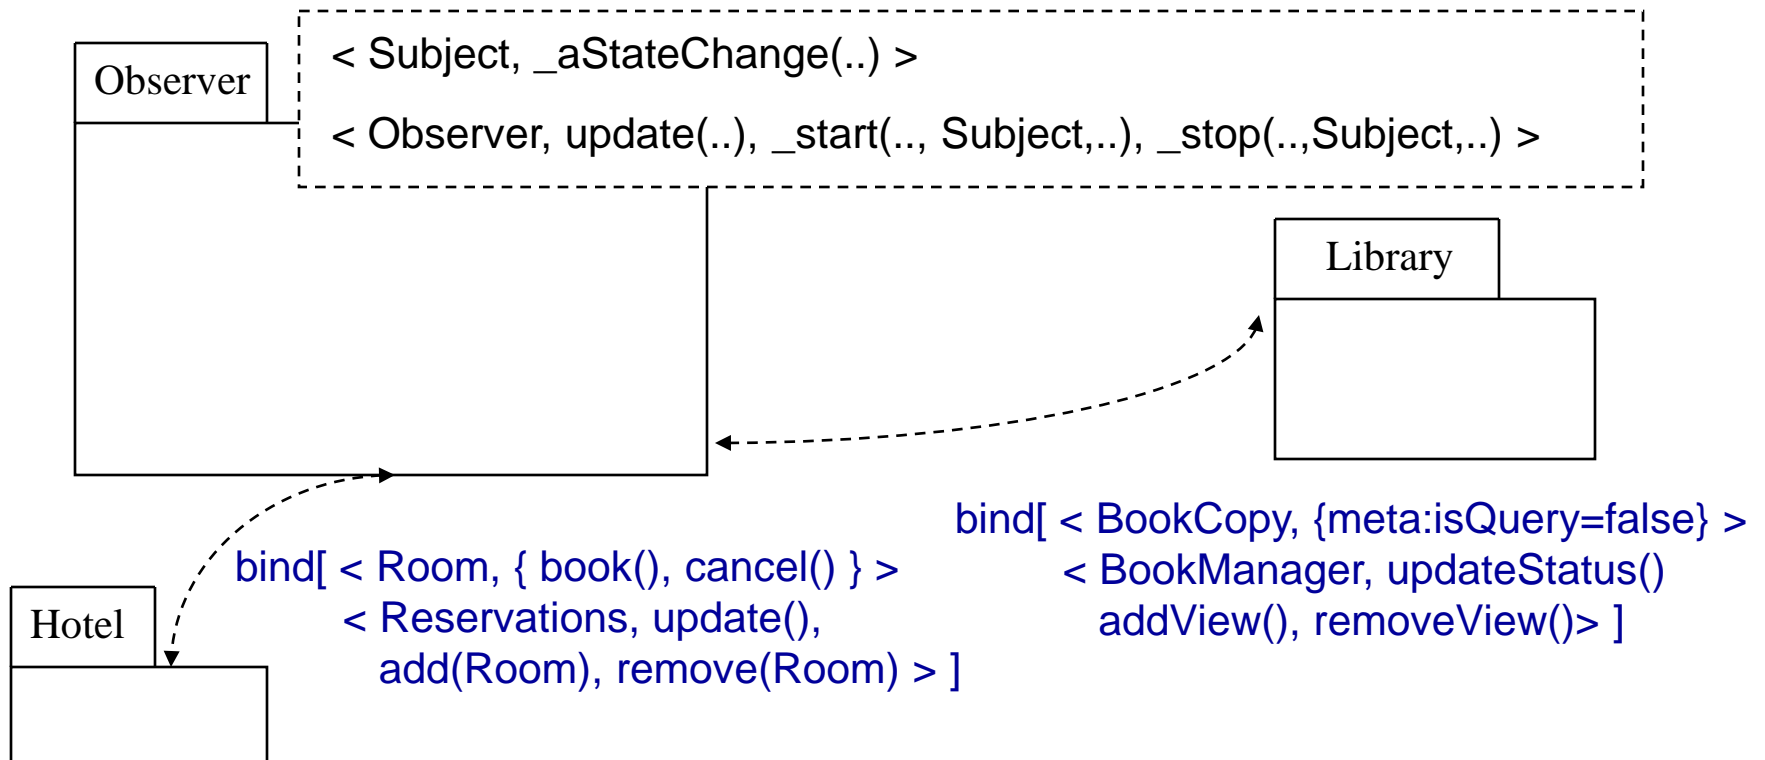 Observer
< Subject, _aStateChange(..) >
< Observer, update(..), _start(.., Subject,..), _stop(..,Subject,..) >
Library
bind[ < BookCopy, {meta:isQuery=false} >
< BookManager, updateStatus()
addView(), removeView()> ]
bind[ < Room, { book(), cancel() } >
< Reservations, update(),
add(Room), remove(Room) > ]
Hotel